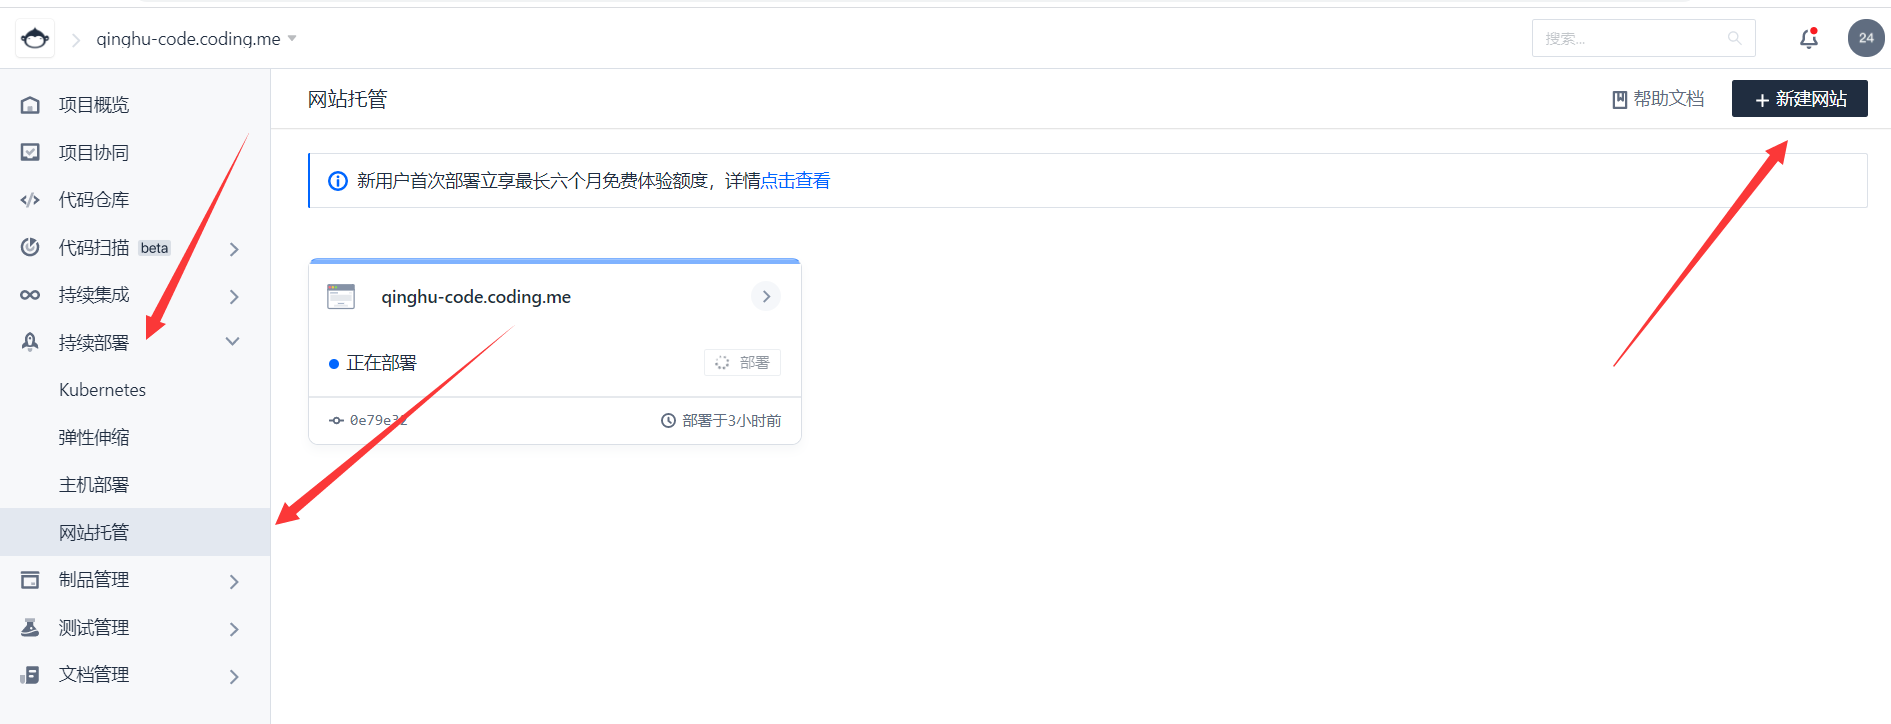 qinghu-code.coding.me
搜索...
24
项目概览
项目协同
代码仓库
代码扫描 beta
持续集成
持续部署
Kubernetes
弹性伸缩
主机部署
网站托管
制品管理
测试管理
文档管理
网站托管
帮助文档
+ 新建网站
新用户首次部署立享最长六个月免费体验额度，详情点击查看
qinghu-code.coding.me
正在部署
部署
0e79e32
部署于3小时前